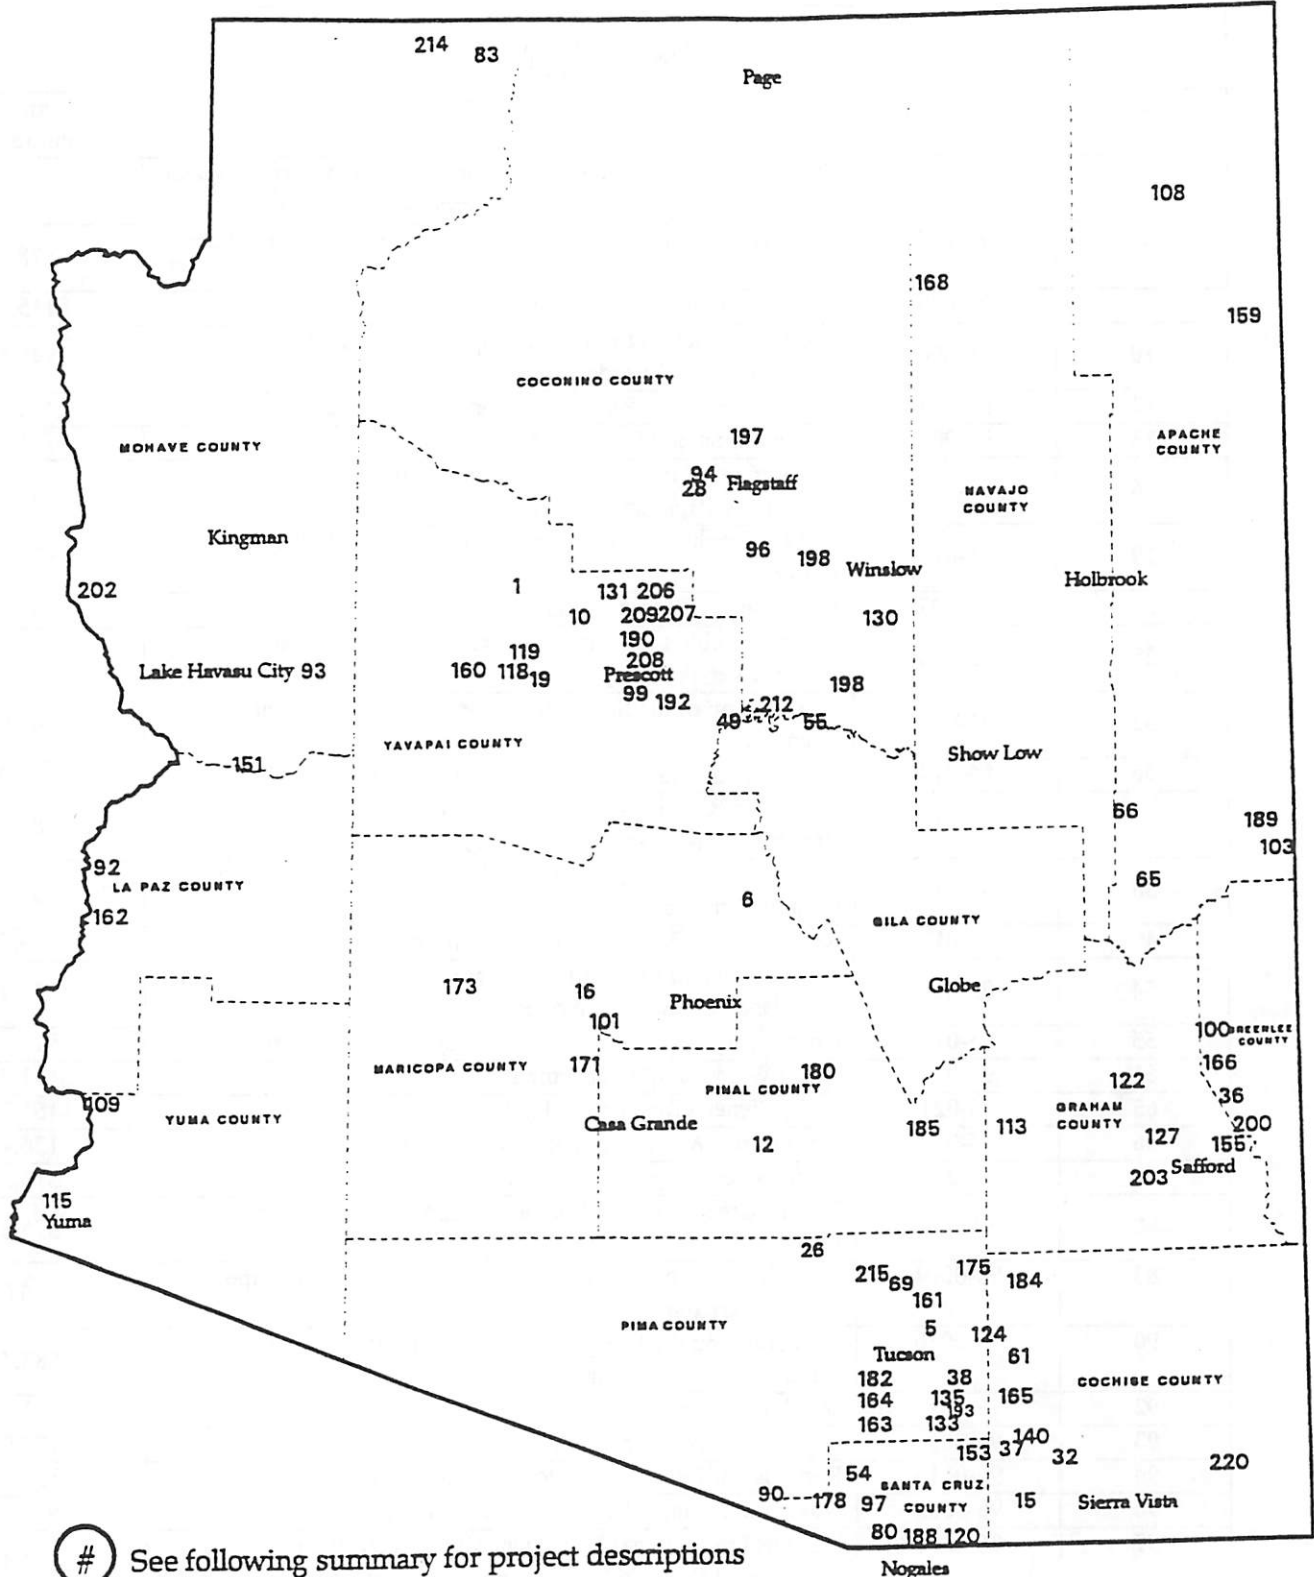 214
83
Page
108
168
159
COCONINO COUNTY
197
APACHE
COUNTY
MOHAVE COUNTY
94
28 Flagstaff
NAVAJO
COUNTY
Kingman
96
198
Winslow
Holbrook
202
1
131 206
10
209207
130
190
119
208
Lake Havasu City 93
160
118
19
Prescott
198
99
192
212
49
55
YAVAPAI COUNTY
Show Low
151
66
189
103
92
LA PAZ COUNTY
65
162
6
GILA COUNTY
173
16
Phoenix
Globe
101
100
GREENLEE
COUNTY
171
MARICOPA COUNTY
180
PINAL COUNTY
166
122
36
109
YUMA COUNTY
GRAHAM
COUNTY
Casa Grande
185
113
200
12
127
155
Safford
203
115
Yuma
26
215
69
175
184
161
PIMA COUNTY
5
124
Tucson
61
182
38
COCHISE COUNTY
164
135
165
193
163
133
140
153
37
32
220
54
SANTA CRUZ
COUNTY
90
178
97
15
Sierra Vista
80
188
120
# See following summary for project descriptions
Nogales